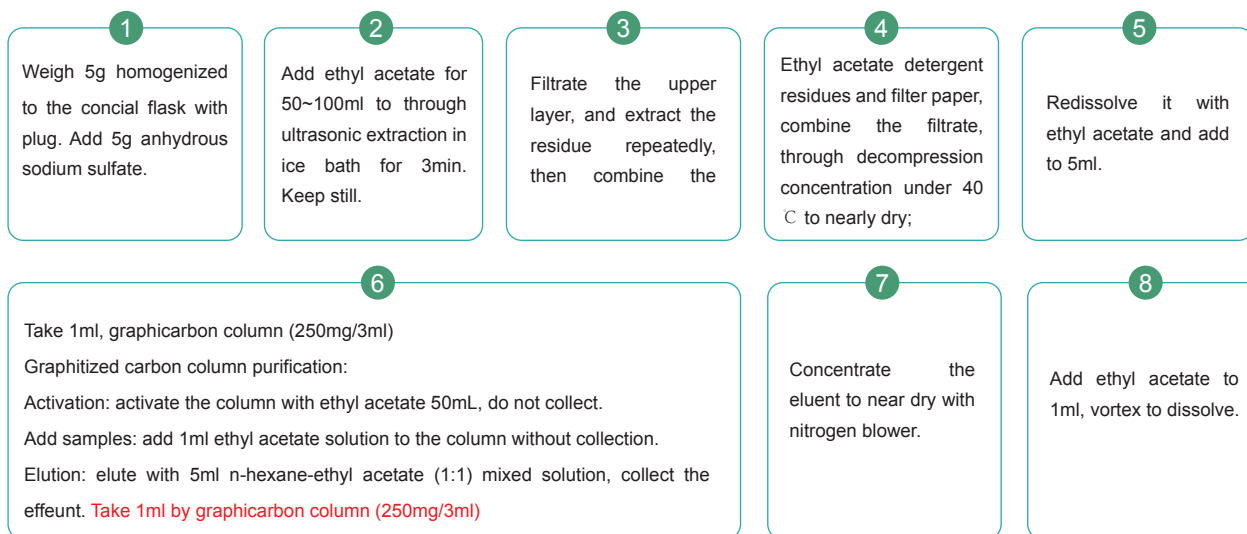 1
Weigh 5g homogenized
to the concial flask with
plug. Add 5g anhydrous
sodium sulfate.
2
Add ethyl acetate for
50~100ml to through
ultrasonic extraction in
ice bath for 3min.
Keep still.
3
Filtrate the upper
layer, and extract the
residue repeatedly,
then combine the
4
Ethyl acetate detergent
residues and filter paper,
combine the filtrate,
through decompression
concentration under 40
℃ to nearly dry;
5
Redissolve it with
ethyl acetate and add
to 5ml.
6
Take 1ml, graphicarbon column (250mg/3ml)
Graphitized carbon column purification:
Activation: activate the column with ethyl acetate 50mL, do not collect.
Add samples: add 1ml ethyl acetate solution to the column without collection.
Elution: elute with 5ml n-hexane-ethyl acetate (1:1) mixed solution, collect the
effeunt. Take 1ml by graphicarbon column (250mg/3ml)
7
Concentrate the
eluent to near dry with
nitrogen blower.
8
Add ethyl acetate to
1ml, vortex to dissolve.